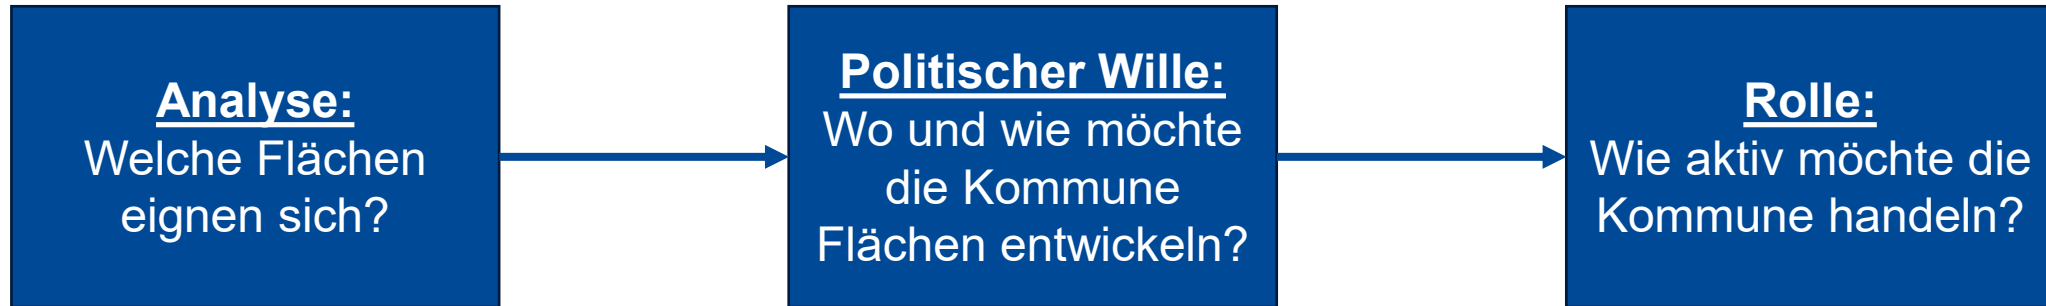 Analyse:
Welche Flächen
eignen sich?
Politischer Wille:
Wo und wie möchte
die Kommune
Flächen entwickeln?
Rolle:
Wie aktiv möchte die
Kommune handeln?